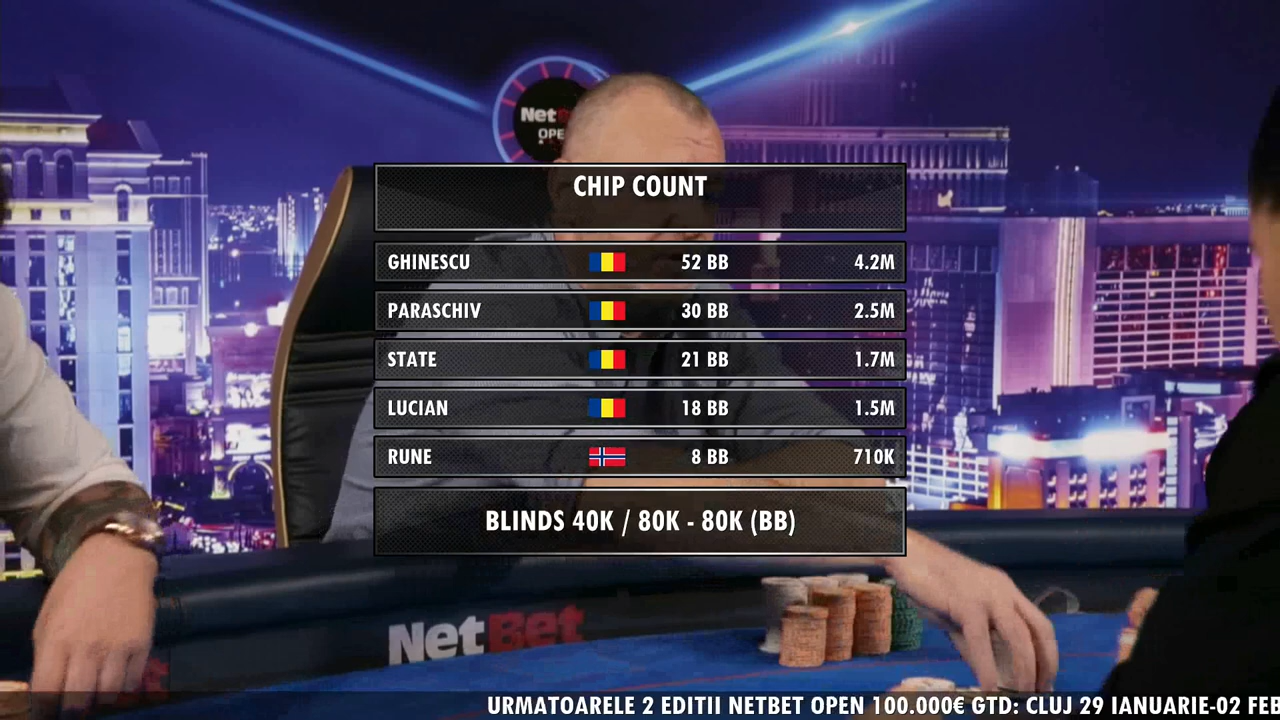 Net
OPE
CHIP COUNT
GHINESCU 52 BB 4.2M
PARASCHIV 30 BB 2.5M
STATE 21 BB 1.7M
LUCIAN 18 BB 1.5M
RUNE 8 BB 710K
BLINDS 40K / 80K - 80K (BB)
NetBet
URMATOARELE 2 EDITII NETBET OPEN 100.000€ GTD: CLUJ 29 IANUARIE-02 FEB